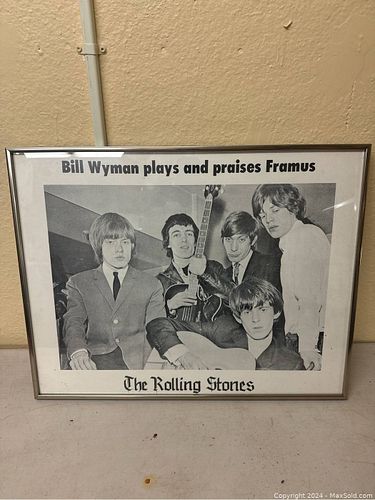 Bill Wyman plays and praises Framus
The Rolling Stones
Copyright 2024 - MaxSold.com